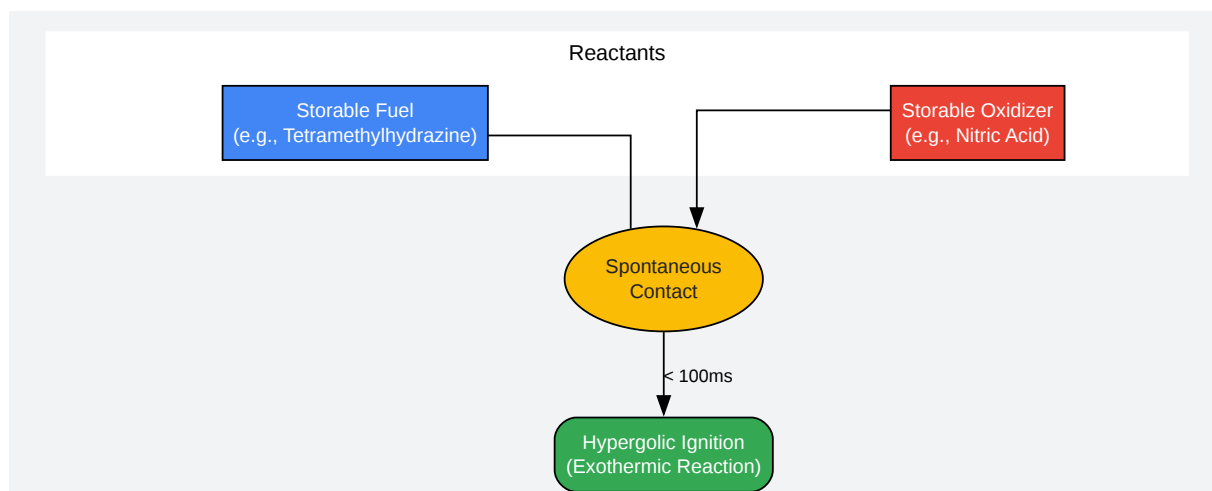 Reactants
Storable Fuel
(e.g., Tetramethylhydrazine)
Storable Oxidizer
(e.g., Nitric Acid)
Spontaneous
Contact
< 100ms
Hypergolic Ignition
(Exothermic Reaction)